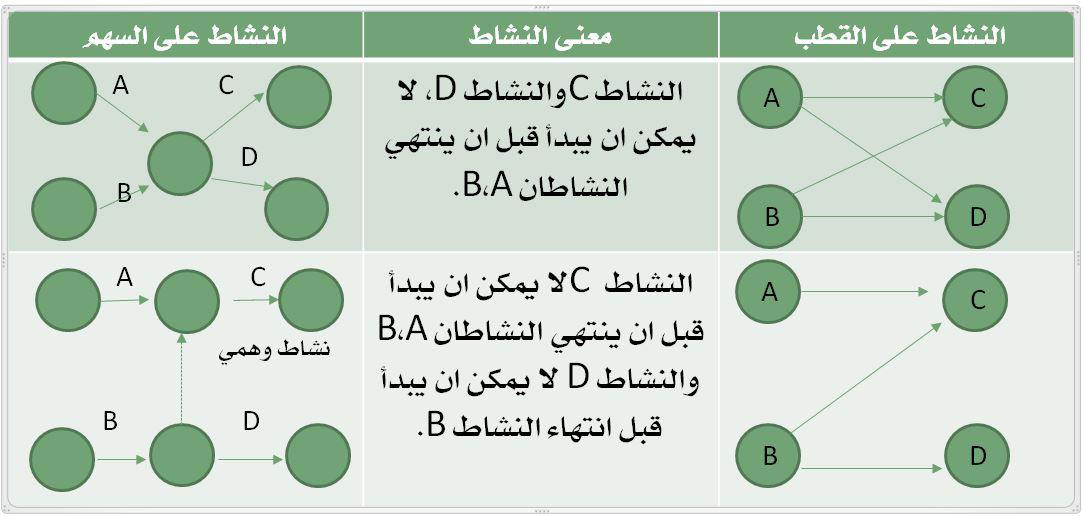 النشاط على القطب
معنى النشاط
النشاط على السهم
A
C
B
D
النشاط C والنشاط D، لا
يمكن ان يبدأ قبل ان ينتهي
النشاطان B،A.
A
C
B
D
A
C
B
D
النشاط C لا يمكن ان يبدأ
قبل ان ينتهي النشاطان B،A
والنشاط D لا يمكن ان يبدأ
قبل انتهاء النشاط B.
A
C
نشاط وهمي
B
D